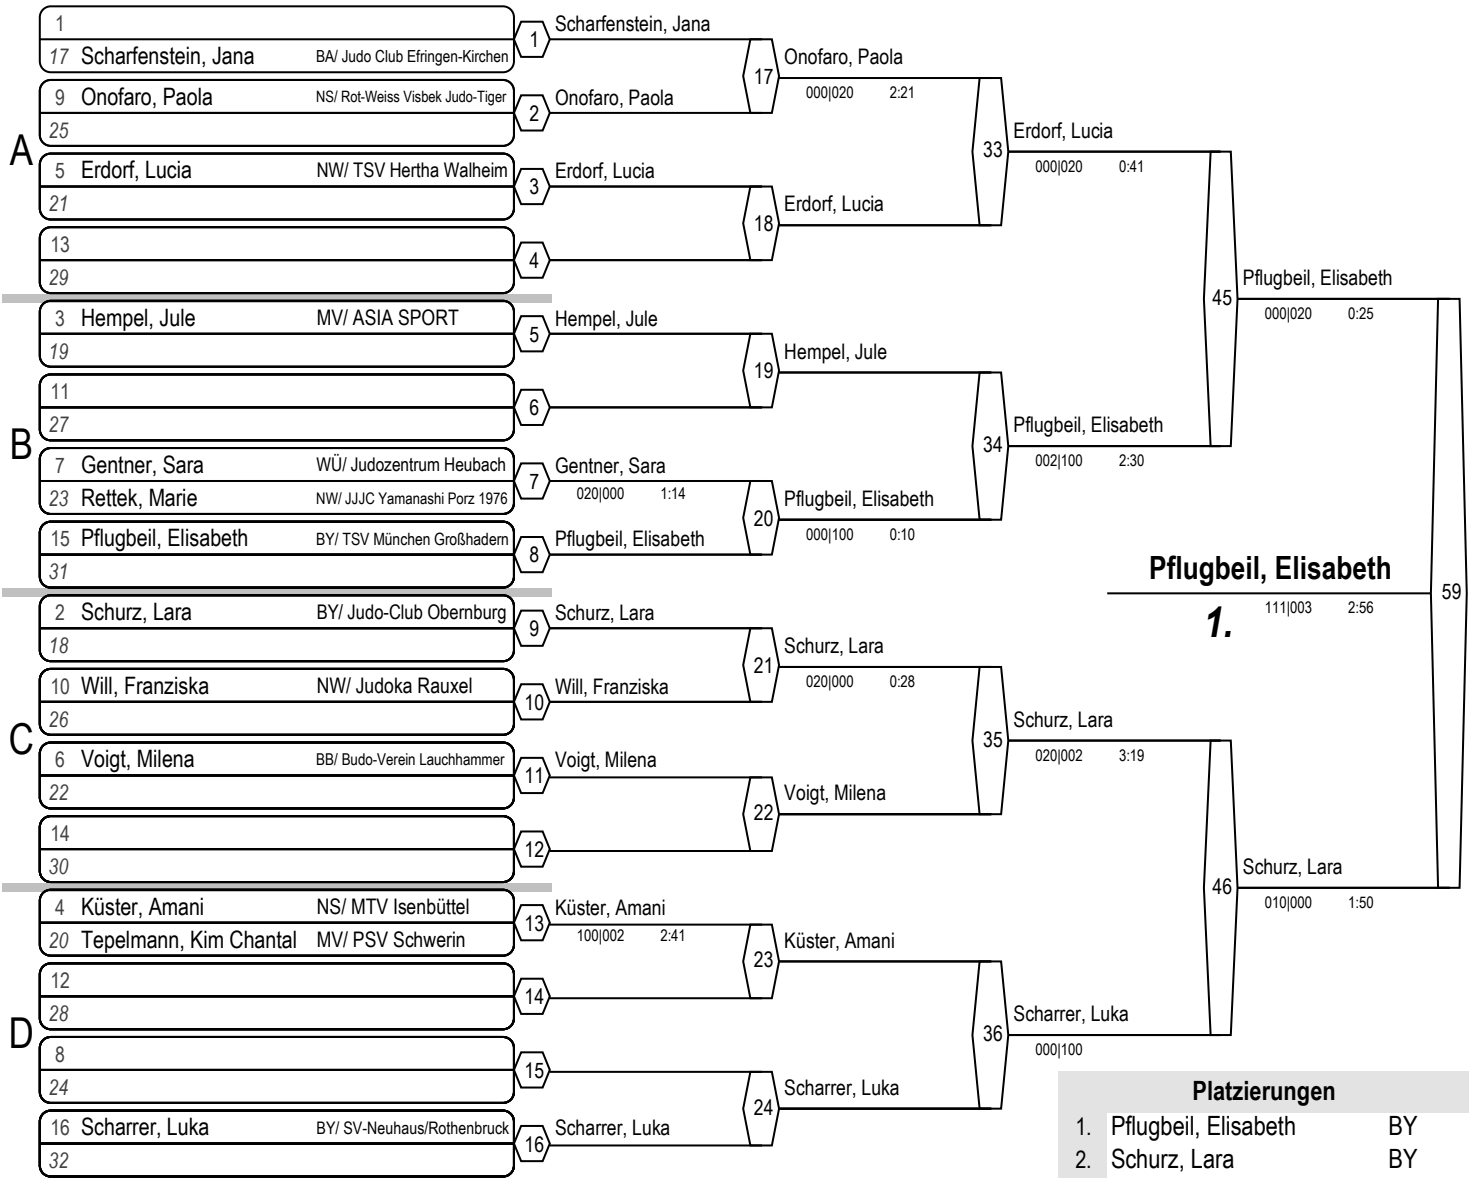 A
1
17 Scharfenstein, Jana BA/ Judo Club Efringen-Kirchen
1
Scharfenstein, Jana
9 Onofaro, Paola NS/ Rot-Weiss Visbek Judo-Tiger
25
2
Onofaro, Paola
5 Erdorf, Lucia NW/ TSV Hertha Walheim
21
3
Erdorf, Lucia
13
29
4
B
3 Hempel, Jule MV/ ASIA SPORT
19
5
Hempel, Jule
11
27
6
7 Gentner, Sara WÜ/ Judozentrum Heubach
23 Rettek, Marie NW/ JJJC Yamanashi Porz 1976
7
Gentner, Sara
020|000 1:14
15 Pflugbeil, Elisabeth BY/ TSV München Großhadern
31
8
Pflugbeil, Elisabeth
C
2 Schurz, Lara BY/ Judo-Club Obernburg
18
9
Schurz, Lara
10 Will, Franziska NW/ Judoka Rauxel
26
10
Will, Franziska
6 Voigt, Milena BB/ Budo-Verein Lauchhammer
22
11
Voigt, Milena
14
30
12
D
4 Küster, Amani NS/ MTV Isenbüttel
20 Tepelmann, Kim Chantal MV/ PSV Schwerin
13
Küster, Amani
100|002 2:41
12
28
14
8
24
15
16 Scharrer, Luka BY/ SV-Neuhaus/Rothenbruck
32
16
Scharrer, Luka
17
Onofaro, Paola
000|020 2:21
18
Erdorf, Lucia
19
Hempel, Jule
20
Pflugbeil, Elisabeth
000|100 0:10
21
Schurz, Lara
020|000 0:28
22
Voigt, Milena
23
Küster, Amani
24
Scharrer, Luka
33
Erdorf, Lucia
000|020 0:41
34
Pflugbeil, Elisabeth
002|100 2:30
35
Schurz, Lara
020|002 3:19
36
Scharrer, Luka
000|100
45
Pflugbeil, Elisabeth
000|020 0:25
46
Schurz, Lara
010|000 1:50
59
Pflugbeil, Elisabeth
1. 111|003 2:56
Platzierungen
1. Pflugbeil, Elisabeth BY
2. Schurz, Lara BY